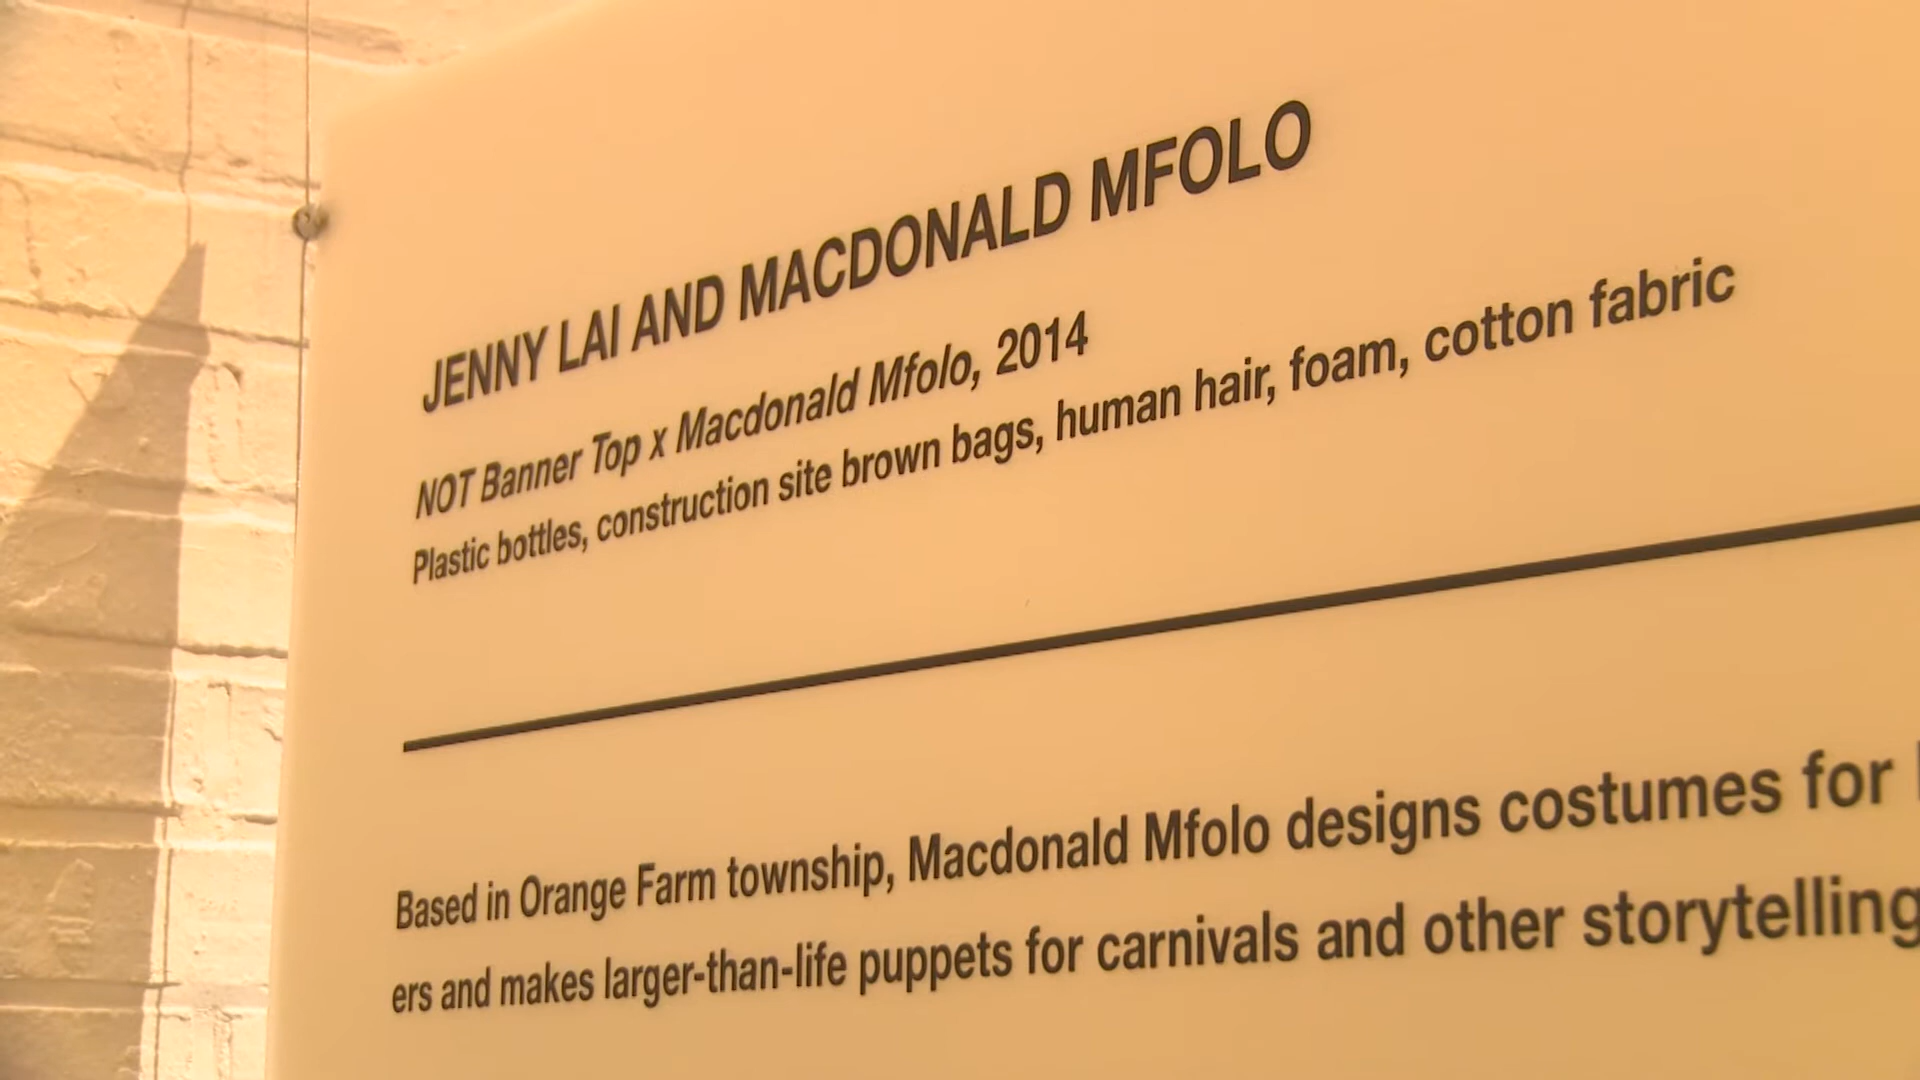 JENNY LAI AND MACDONALD MFOLO
NOT Banner Top x Macdonald Mfolo, 2014
Plastic bottles, construction site brown bags, human hair, foam, cotton fabric
Based in Orange Farm township, Macdonald Mfolo designs costumes for
ers and makes larger-than-life puppets for carnivals and other storytelling